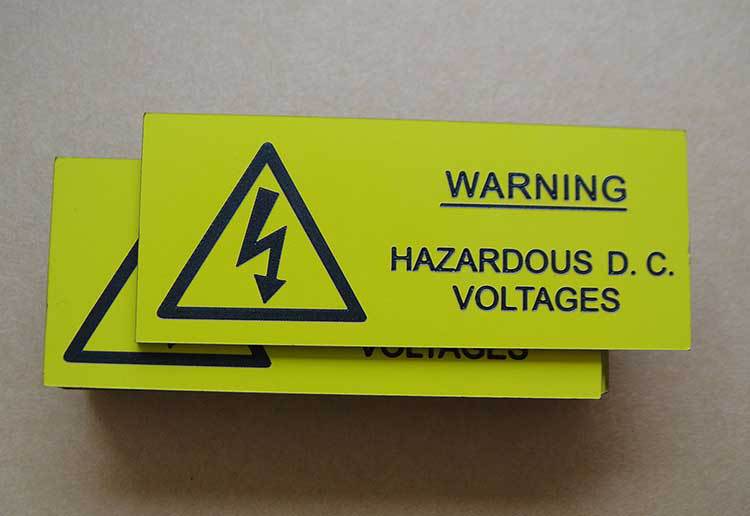 WARNING
HAZARDOUS D. C.
VOLTAGES
VOLTAGES